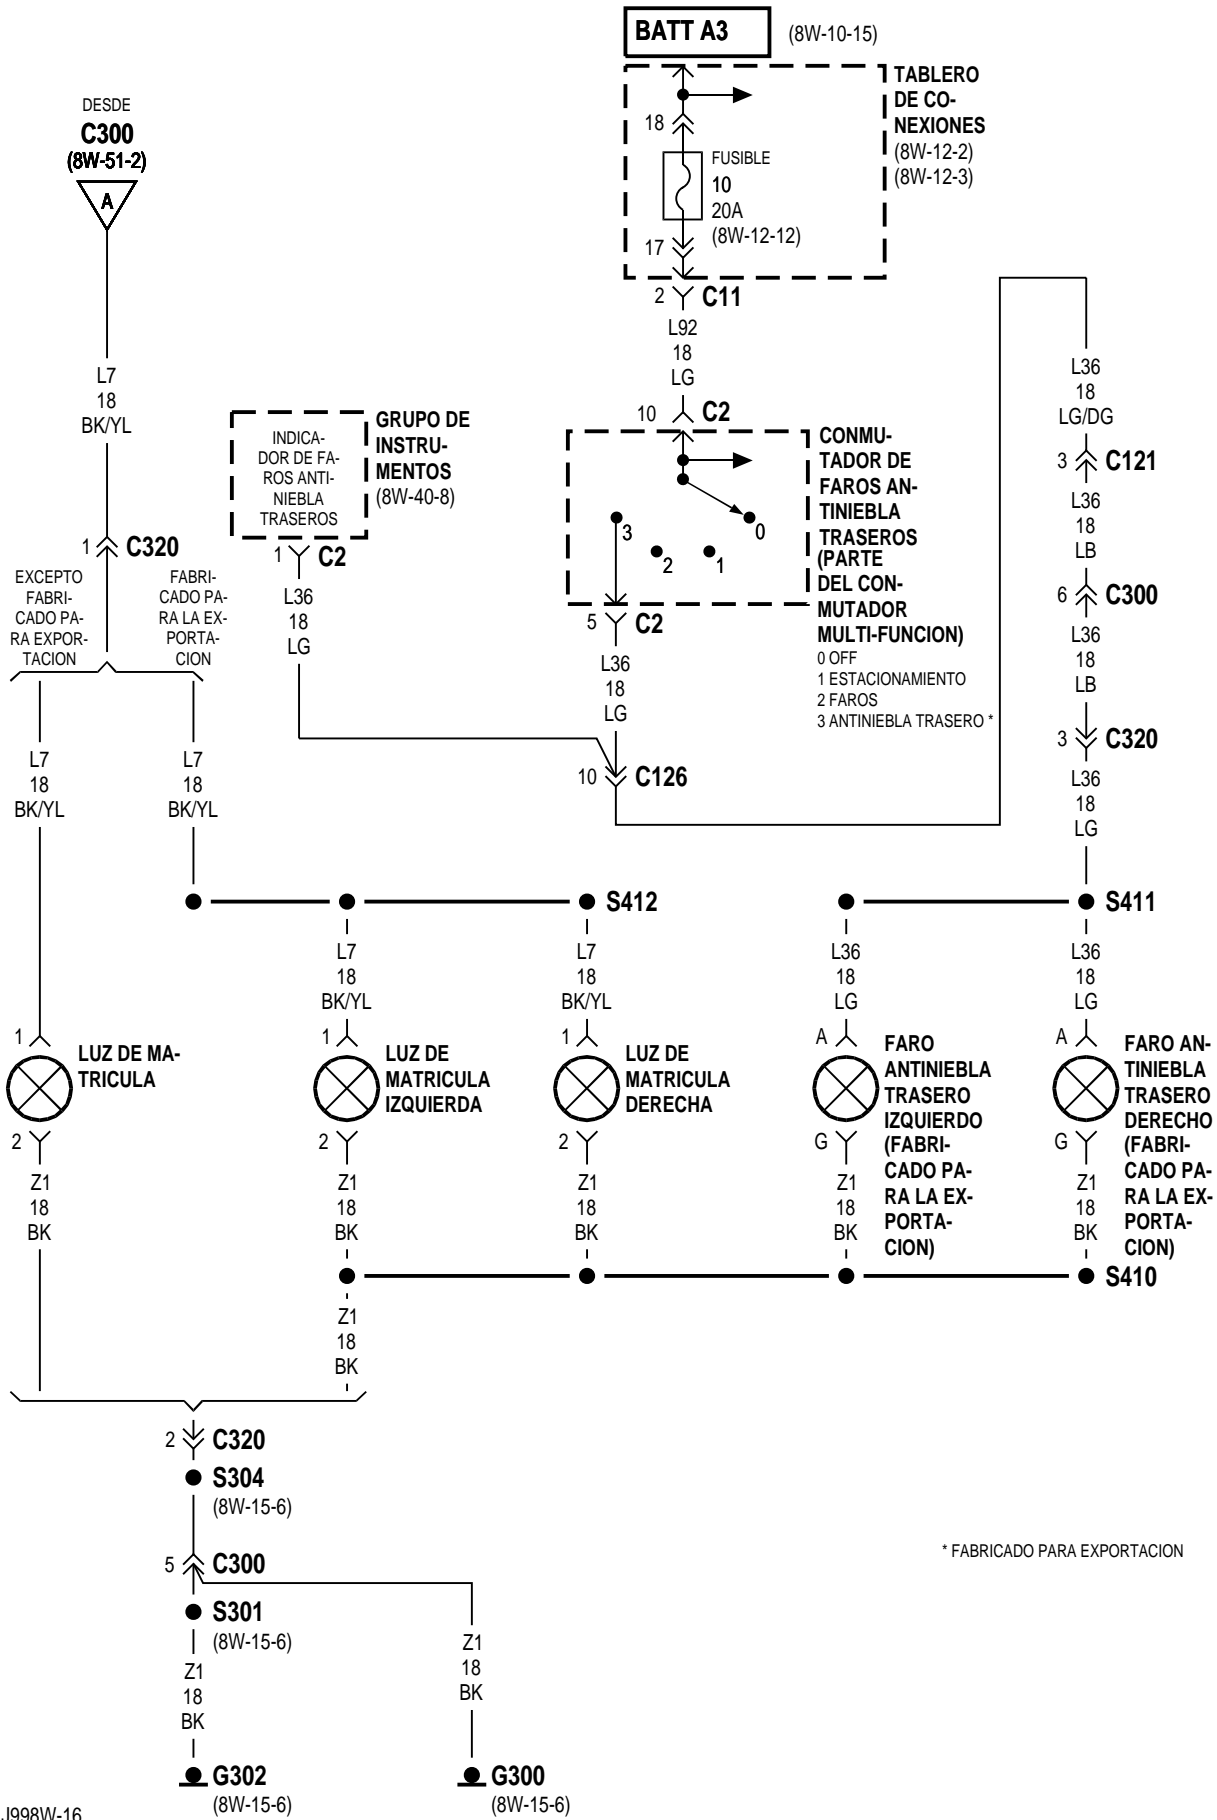 BATT A3
(8W-10-15)
TABLERO
DE CO-
NEXIONES
(8W-12-2)
(8W-12-3)
18
FUSIBLE
10
20A
(8W-12-12)
17
2
C11
L92
18
LG
10
C2
DESDE
C300
(8W-51-2)
A
L7
18
BK/YL
1
C320
EXCEPTO
FABRI-
CADO PA-
RA EXPOR-
TACION
FABRI-
CADO PA-
RA LA EX-
PORTA-
CION
GRUPO DE
INSTRU-
MENTOS
(8W-40-8)
INDICA-
DOR DE FA-
ROS ANTI-
NIEBLA
TRASEROS
1
C2
L36
18
LG
CONMU-
TADOR DE
FAROS AN-
TINIEBLA
TRASEROS
(PARTE
DEL CON-
MUTADOR
MULTI-FUNCION)
0 OFF
1 ESTACIONAMIENTO
2 FAROS
3 ANTINIEBLA TRASERO *
3
2
1
0
5
C2
L36
18
LG
10
C126
L36
18
LG/DG
3
C121
L36
18
LB
6
C300
L36
18
LB
3
C320
L36
18
LG
L7
18
BK/YL
L7
18
BK/YL
S412
S411
L7
18
BK/YL
L7
18
BK/YL
L36
18
LG
L36
18
LG
1
LUZ DE MA-
TRICULA
2
1
LUZ DE
MATRICULA
IZQUIERDA
2
1
LUZ DE
MATRICULA
DERECHA
2
A
FARO
ANTINIEBLA
TRASERO
IZQUIERDO
(FABRI-
CADO PA-
RA LA EX-
PORTA-
CION)
G
A
FARO AN-
TINIEBLA
TRASERO
DERECHO
(FABRI-
CADO PA-
RA LA EX-
PORTA-
CION)
G
Z1
18
BK
Z1
18
BK
Z1
18
BK
Z1
18
BK
Z1
18
BK
S410
Z1
18
BK
2
C320
S304
(8W-15-6)
5
C300
S301
(8W-15-6)
Z1
18
BK
Z1
18
BK
G302
(8W-15-6)
G300
(8W-15-6)
* FABRICADO PARA EXPORTACION
J998W-16